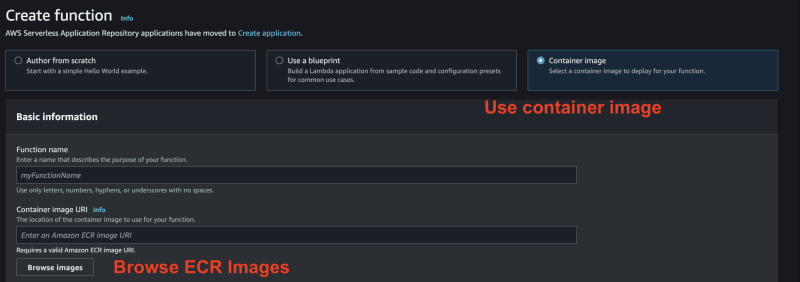 Create function Info
AWS Serverless Application Repository applications have moved to Create application.
Author from scratch
Start with a simple Hello World example.
Use a blueprint
Build a Lambda application from sample code and configuration presets
for common use cases.
Container image
Select a container image to deploy for your function.
Use container image
Basic information
Function name
Enter a name that describes the purpose of your function.
myFunctionName
Use only letters, numbers, hyphens, or underscores with no spaces.
Container image URI Info
The location of the container image to use for your function.
Enter an Amazon ECR image URI
Requires a valid Amazon ECR image URI.
Browse images
Browse ECR Images